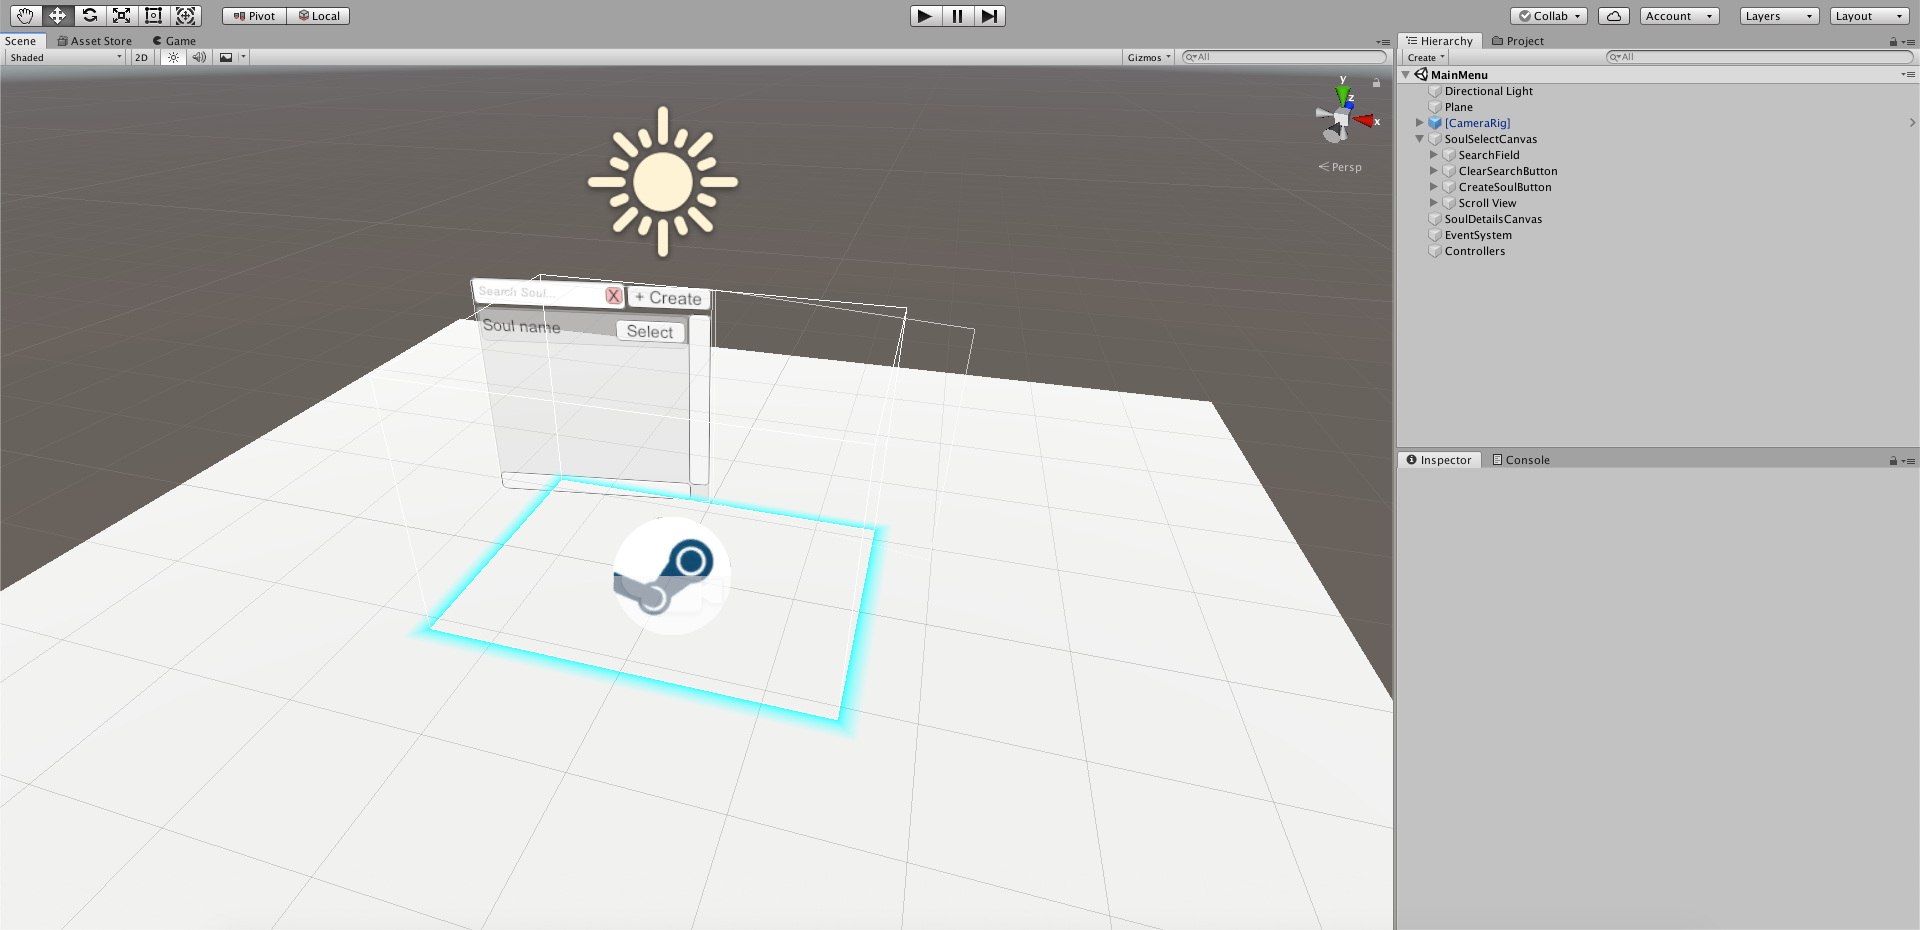 Pivot Local Collab Account Layers Layout
Scene Asset Store Game
Shaded 2D Gizmos All
y
z
x
Persp
Search Soul... X + Create
Soul name Select
Hierarchy Project
Create All
MainMenu
Directional Light
Plane
[CameraRig]
SoulSelectCanvas
SearchField
ClearSearchButton
CreateSoulButton
Scroll View
SoulDetailsCanvas
EventSystem
Controllers
Inspector Console